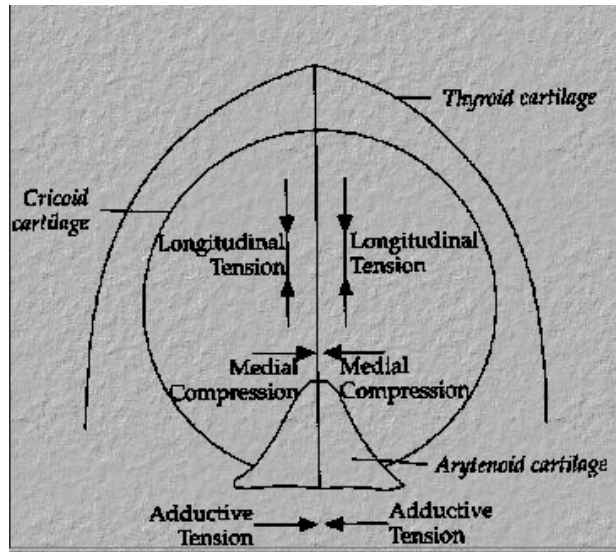 Thyroid cartilage
Cricoid
cartilage
Longitudinal
Tension
Longitudinal
Tension
Medial
Compression
Medial
Compression
Arytenoid cartilage
Adductive
Tension
Adductive
Tension